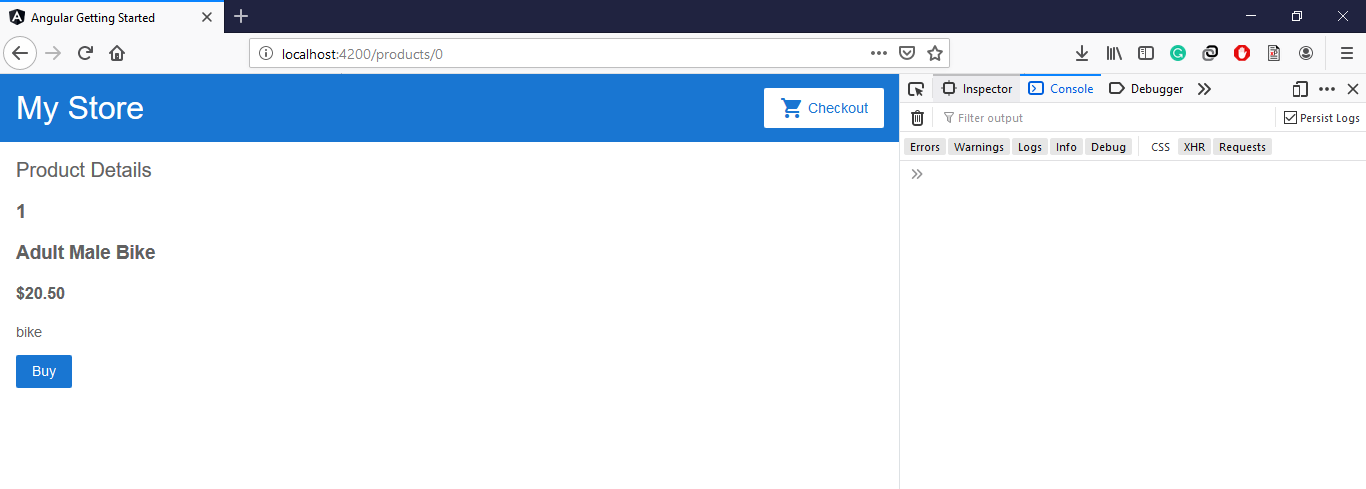 Angular Getting Started
localhost:4200/products/0
My Store
Checkout
Product Details
1
Adult Male Bike
$20.50
bike
Buy
Inspector
Console
Debugger
Filter output
Persist Logs
Errors
Warnings
Logs
Info
Debug
CSS
XHR
Requests